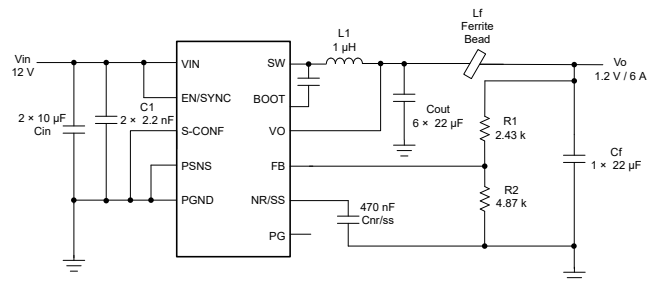 Lf
Ferrite
Bead
L1
1 µH
Vin
12 V
VIN
SW
Vo
1.2 V / 6 A
EN/SYNC
BOOT
C1
2 × 2.2 nF
2 × 10 µF
Cin
Cout
6 × 22 µF
R1
2.43 k
S-CONF
VO
PSNS
FB
Cf
1 × 22 µF
R2
4.87 k
PGND
NR/SS
470 nF
Cnr/ss
PG